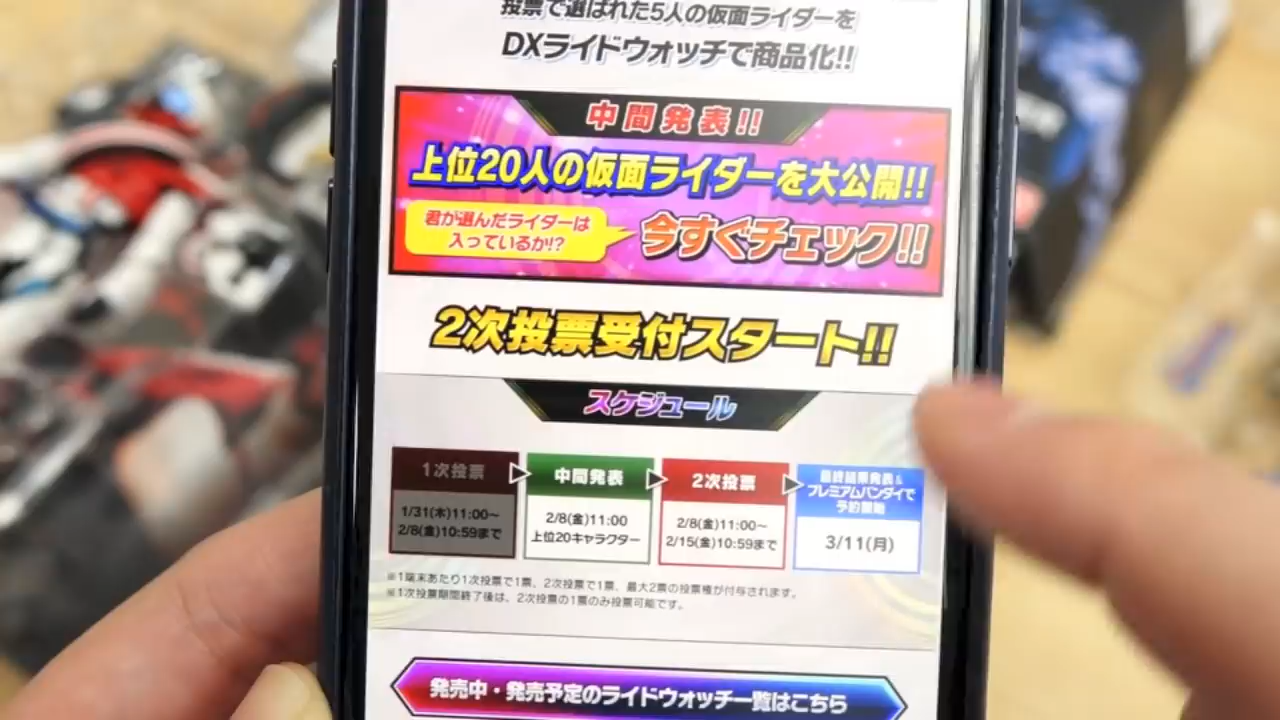 投票で選ばれた5人の仮面ライダーを
DXライドウォッチで商品化!!
中間発表!!
上位20人の仮面ライダーを大公開!!
君が選んだライダーは
入っているか!?
今すぐチェック!!
2次投票受付スタート!!
スケジュール
1次投票
1/31(木)11:00～
2/8(金)10:59まで
中間発表
2/8(金)11:00
上位20キャラクター
2次投票
2/8(金)11:00～
2/15(金)10:59まで
最終結果発表&
プレミアムバンダイで
予約開始
3/11(月)
※1端末あたり1次投票で1票、2次投票で1票、最大2票の投票権が付与されます。
※1次投票期間終了後は、2次投票の1票のみ投票可能です。
発売中・発売予定のライドウォッチ一覧はこちら